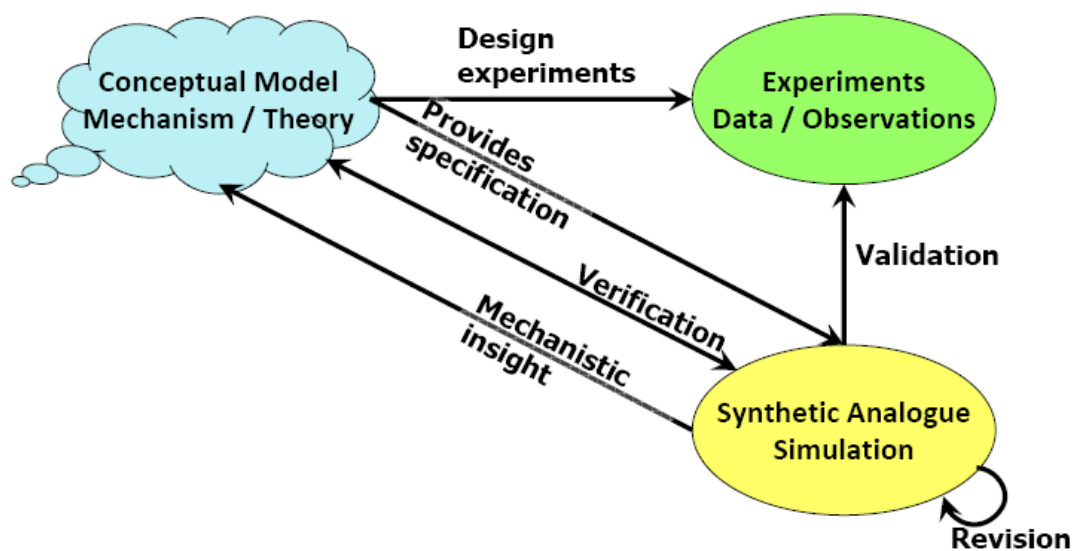 Conceptual Model
Mechanism / Theory
Design
experiments
Experiments
Data / Observations
Provides
specification
Verification
Mechanistic
insight
Validation
Synthetic Analogue
Simulation
Revision